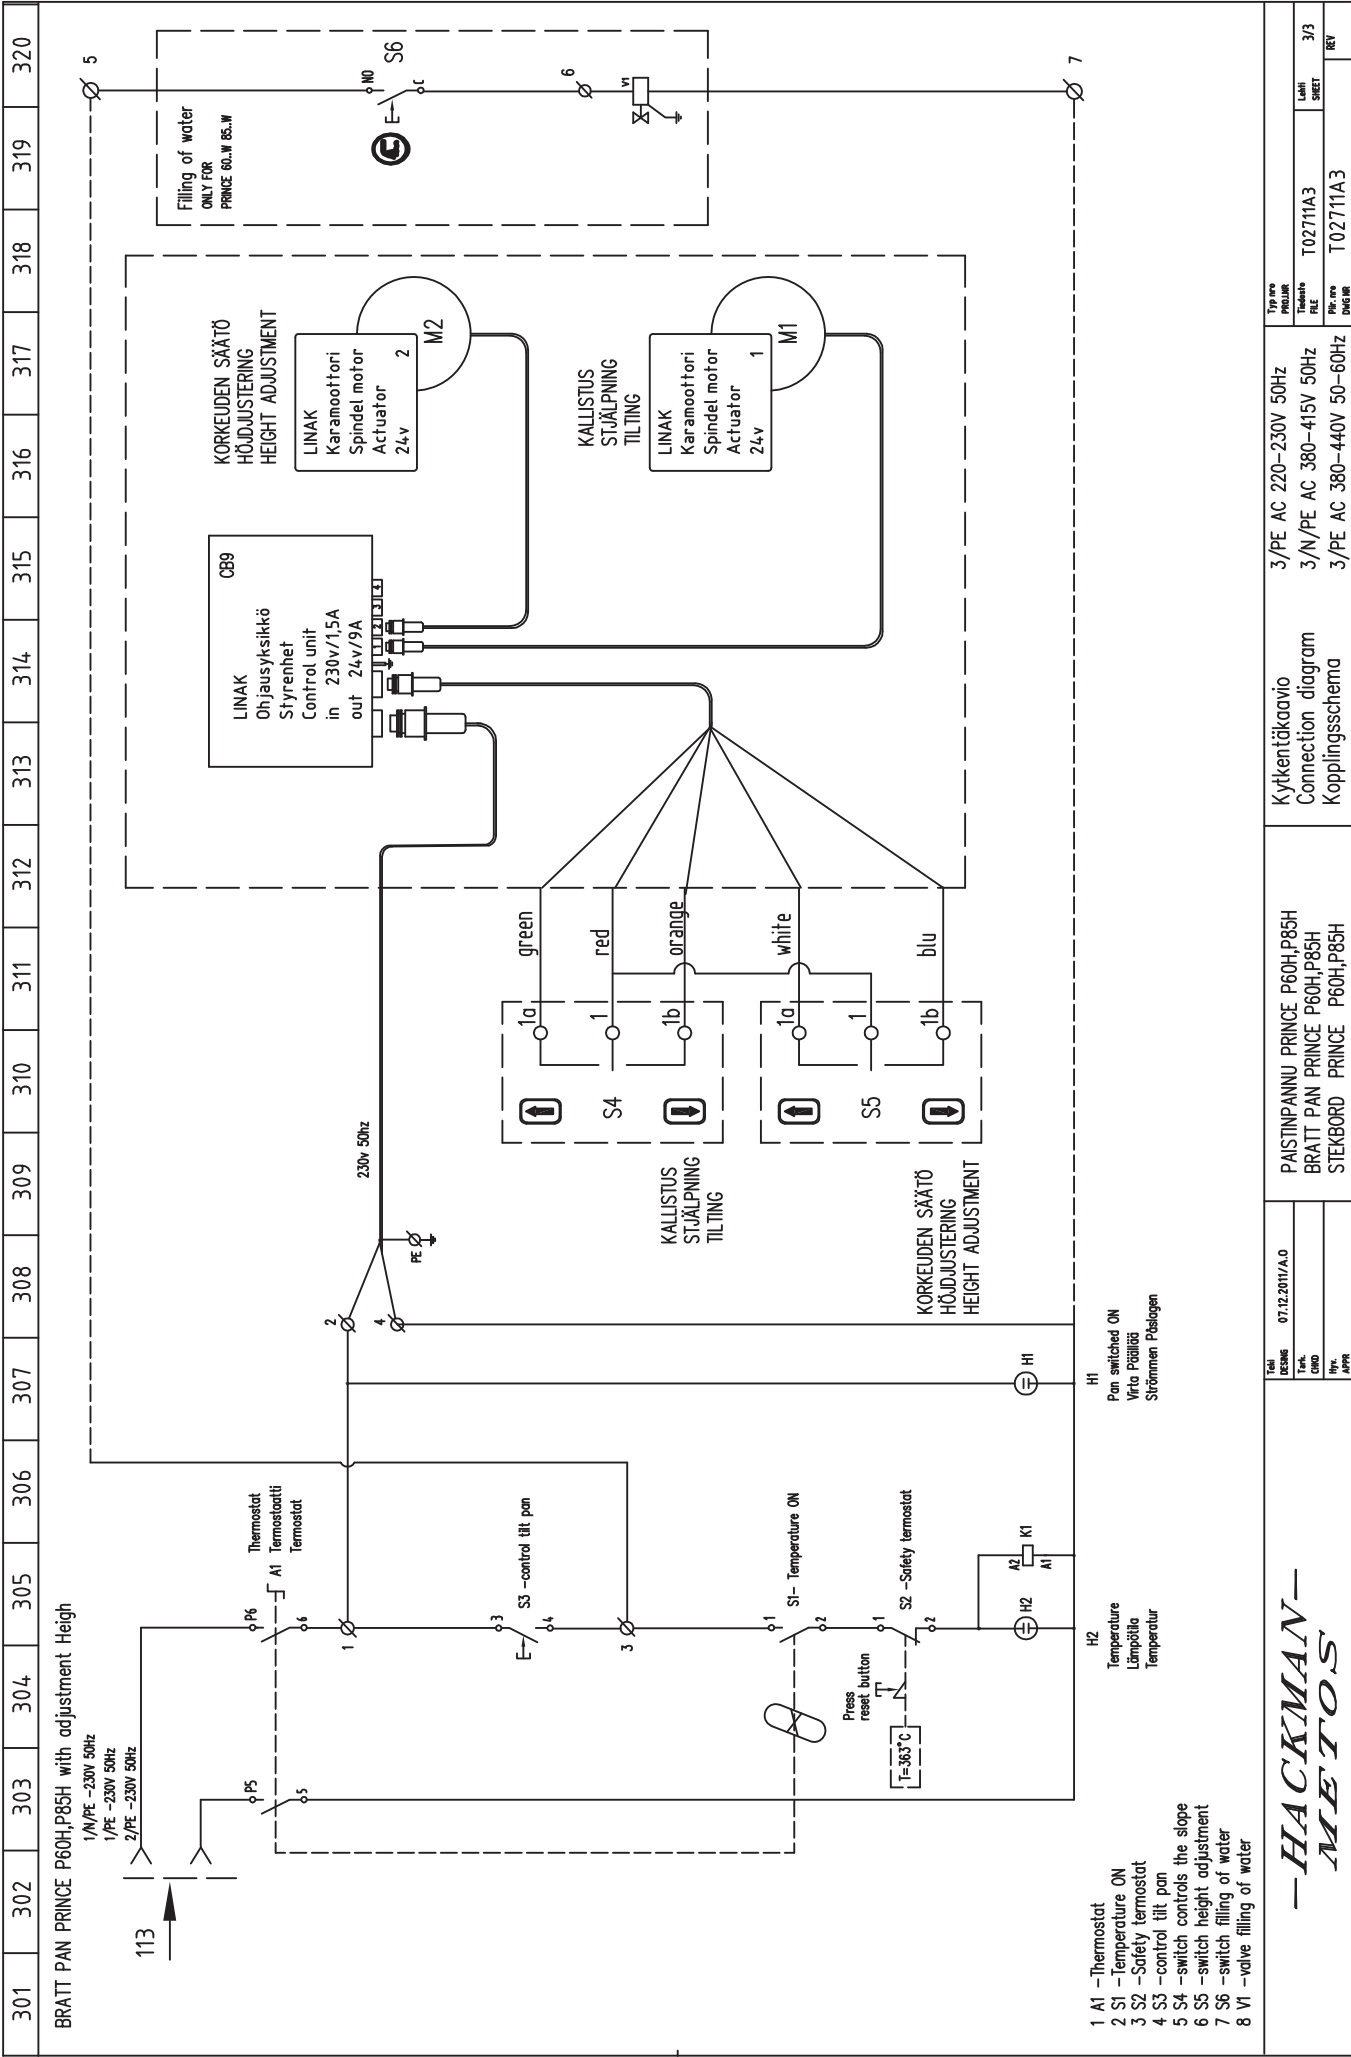 301 302 303 304 305 306 307 308 309 310 311 312 313 314 315 316 317 318 319 320
BRATT PAN PRINCE P60H,P85H with adjustment Heigh
1/N/PE -230V 50Hz
1/PE -230V 50Hz
2/PE -230V 50Hz
113
P5
5
P6
6
A1
Thermostat
Termostaatti
Termostat
1
3
4
S3 -control tilt pan
3
1
2
S1- Temperature ON
Press
reset button
T=363°C
1
2
S2 -Safety termostat
H2
A2
A1
K1
H2
Temperature
Lämpötila
Temperatur
H1
H1
Pan switched ON
Virta Päällää
Strömmen Påslagen
2
4
PE
230v 50hz
KALLISTUS
STJÄLPNING
TILTING
S4
1a
1
1b
green
red
orange
KORKEUDEN SÄÄTÖ
HÖJDJUSTERING
HEIGHT ADJUSTMENT
S5
1a
1
1b
white
blu
CB9
LINAK
Ohjausyksikkö
Styrenhet
Control unit
in 230v/1,5A
out 24v/9A
1 2 3 4
KORKEUDEN SÄÄTÖ
HÖJDJUSTERING
HEIGHT ADJUSTMENT
LINAK
Karamoottori
Spindel motor
Actuator 2
24v
M2
KALLISTUS
STJÄLPNING
TILTING
LINAK
Karamoottori
Spindel motor
Actuator 1
24v
M1
Filling of water
ONLY FOR
PRINCE 60..W 85..W
5
NO
C
S6
6
V1
7
1 A1 -Thermostat
2 S1 -Temperature ON
3 S2 -Safety termostat
4 S3 -control tilt pan
5 S4 -switch controls the slope
6 S5 -switch height adjustment
7 S6 -switch filling of water
8 V1 -valve filling of water
HACKMAN
METOS
Tekl
DESING 07.12.2011/A.O
Tark.
CHKD
Hyv.
APPR
PAISTINPANNU PRINCE P60H,P85H
BRATT PAN PRINCE P60H,P85H
STEKBORD PRINCE P60H,P85H
Kytkentäkaavio
Connection diagram
Kopplingsschema
3/PE AC 220-230V 50Hz
3/N/PE AC 380-415V 50Hz
3/PE AC 380-440V 50-60Hz
Typ nro
PROJ.NR
Tiedosto
FILE T02711A3
Lehti
SHEET 3/3
Piir. nro
DWG NR T02711A3
REV